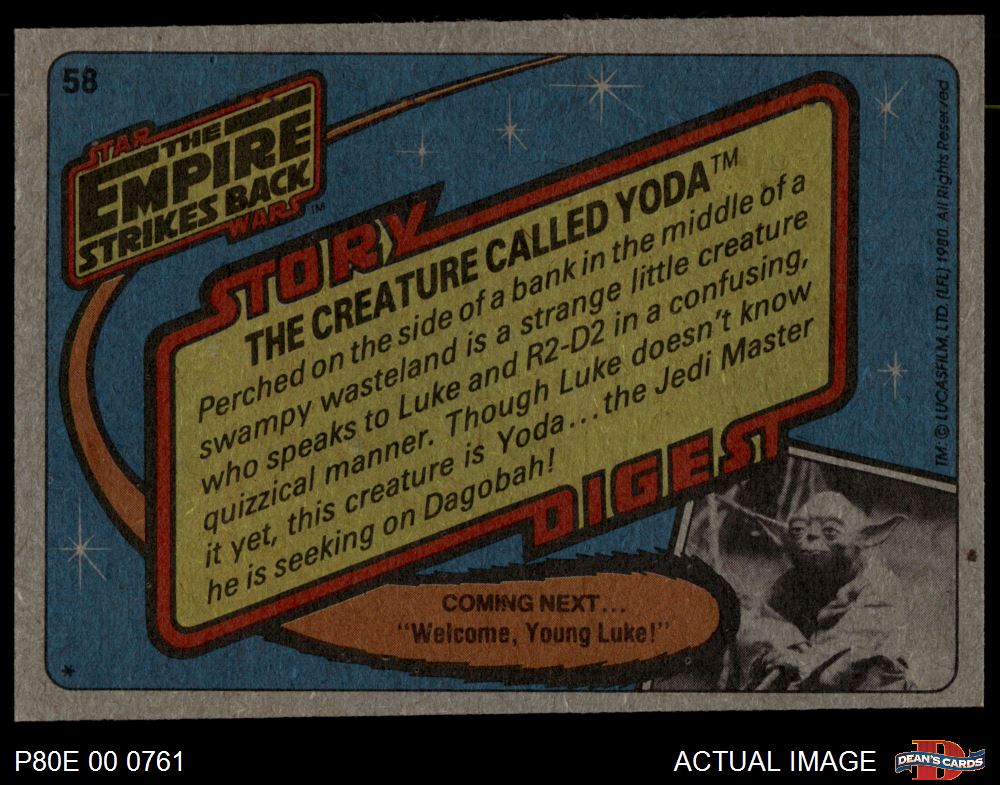 58
STAR
THE
EMPIRE
STRIKES BACK
WARS™
STORY
THE CREATURE CALLED YODA™
Perched on the side of a bank in the middle of a
swampy wasteland is a strange little creature
who speaks to Luke and R2-D2 in a confusing,
quizzical manner. Though Luke doesn't know
it yet, this creature is Yoda...the Jedi Master
he is seeking on Dagobah!
DIGEST
COMING NEXT...
"Welcome, Young Luke!"
*
TM: © LUCASFILM, LTD. (LFL) 1980. All Rights Reserved
P80E 00 0761
ACTUAL IMAGE
D
DEAN'S CARDS